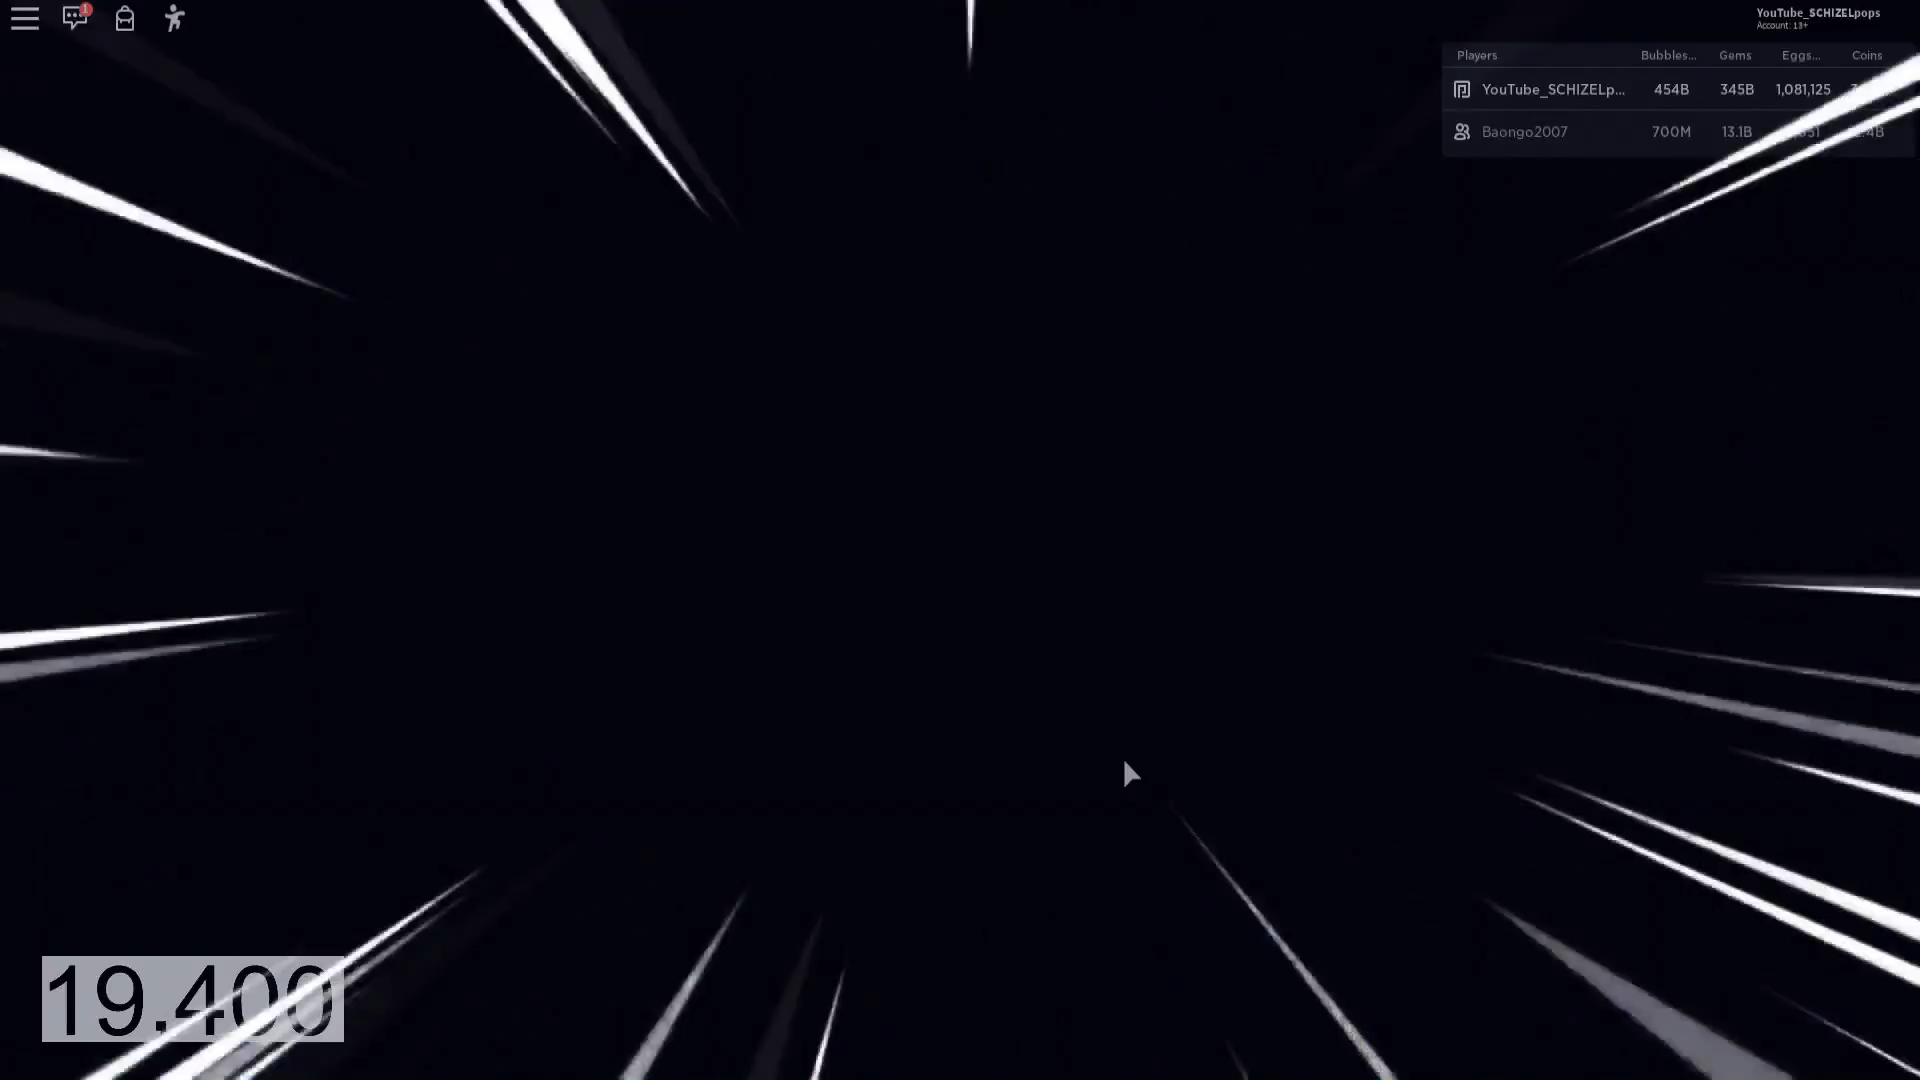 1
YouTube_SCHIZELpops
Account: 13+
Players Bubbles... Gems Eggs... Coins
YouTube_SCHIZELp... 454B 345B 1,081,125
Baongo2007 700M 13.1B
19.400